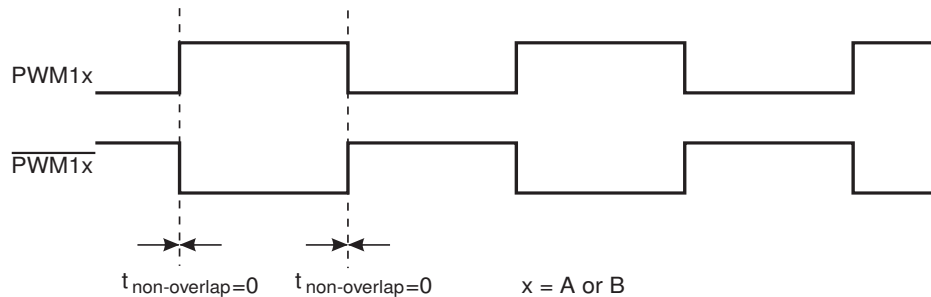 PWM1x
PWM1x
t non-overlap=0 t non-overlap=0 x = A or B